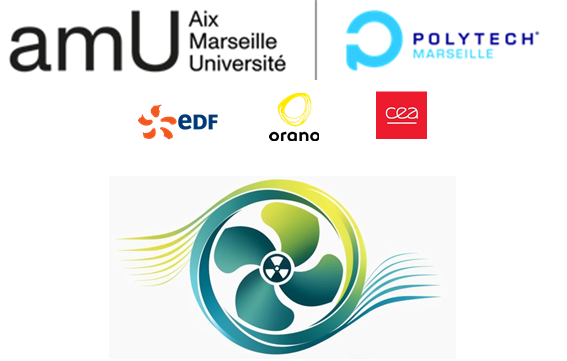 amU
Aix
Marseille
Université
POLYTECH
MARSEILLE
eDF
orano
cea